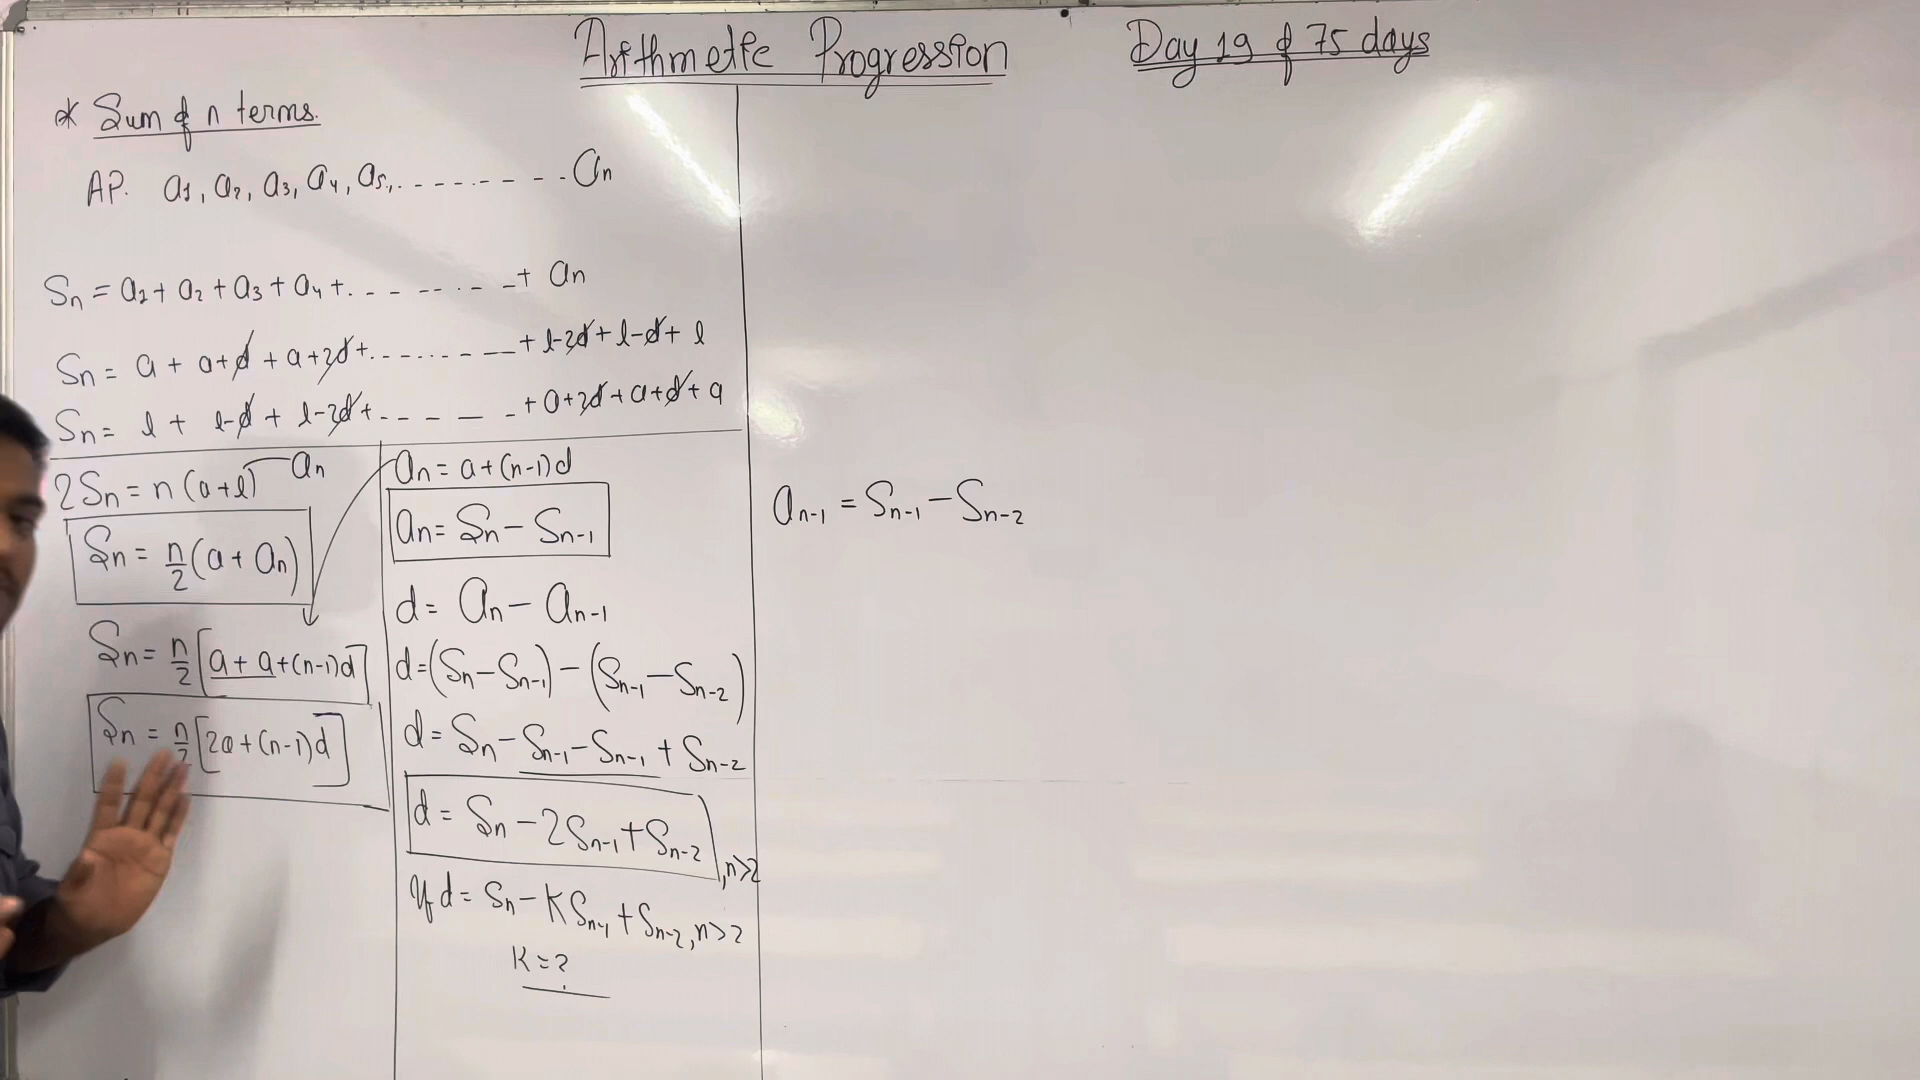 Arithmetic Progression
Day 19 of 75 days
* Sum of n terms.
AP. a1, a2, a3, a4, a5, --------- an
Sn = a1 + a2 + a3 + a4 + -------- + an
Sn = a + a+d + a+2d + -------- + l-2d + l-d + l
Sn = l + l-d + l-2d + ------ + a+2d + a+d + a
2Sn = n(a+l) an
Sn = n/2 (a + an)
Sn = n/2 [a + a + (n-1)d]
Sn = n/2 [2a + (n-1)d]
an = a + (n-1)d
an = Sn - Sn-1
d = an - an-1
d = (Sn - Sn-1) - (Sn-1 - Sn-2)
d = Sn - Sn-1 - Sn-1 + Sn-2
d = Sn - 2Sn-1 + Sn-2, n>2
If d = Sn - KSn-1 + Sn-2, n>2
K = ?
an-1 = Sn-1 - Sn-2